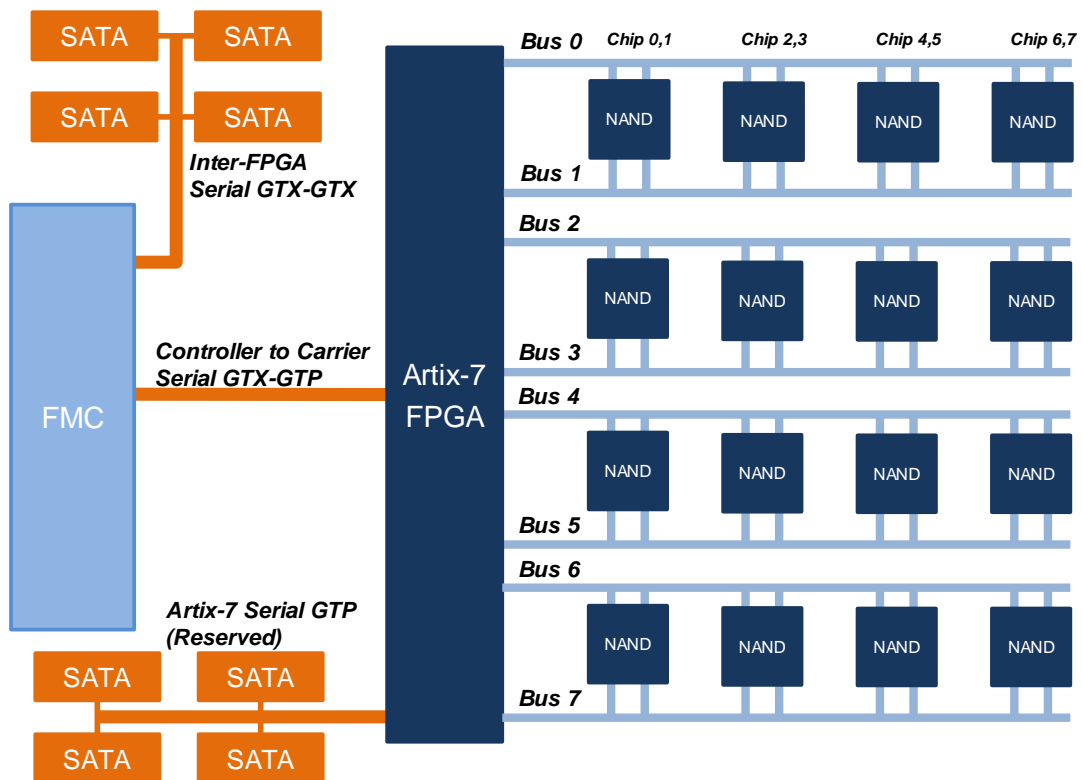 SATA SATA
SATA SATA
Inter-FPGA
Serial GTX-GTX
FMC
Controller to Carrier
Serial GTX-GTP
Artix-7
FPGA
Artix-7 Serial GTP
(Reserved)
SATA SATA
SATA SATA
Bus 0 Chip 0,1 Chip 2,3 Chip 4,5 Chip 6,7
NAND NAND NAND NAND
Bus 1
Bus 2
NAND NAND NAND NAND
Bus 3
Bus 4
NAND NAND NAND NAND
Bus 5
Bus 6
NAND NAND NAND NAND
Bus 7